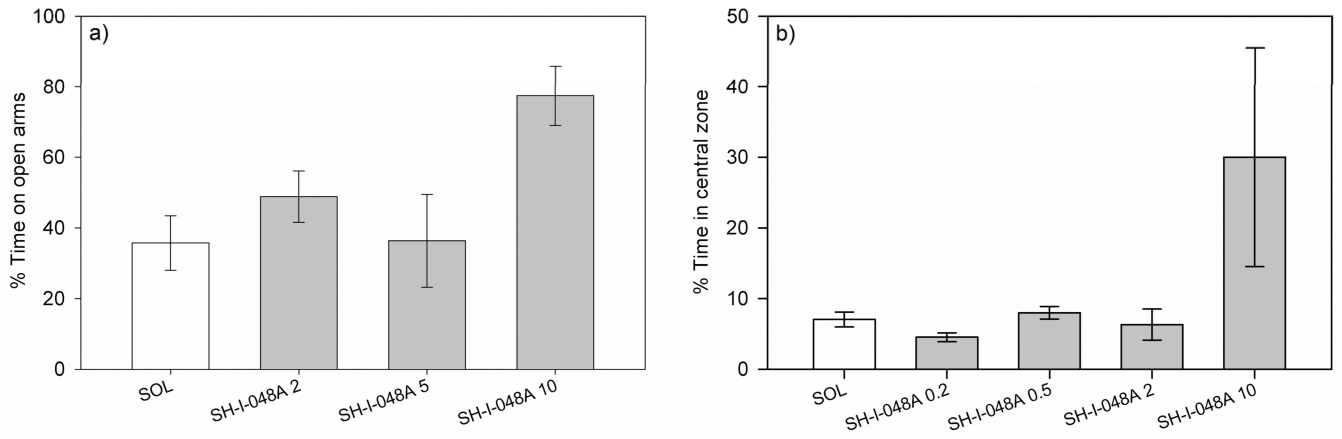 a)
% Time on open arms
100
80
60
40
20
0
SOL
SH-I-048A 2
SH-I-048A 5
SH-I-048A 10
b)
% Time in central zone
50
40
30
20
10
0
SOL
SH-I-048A 0.2
SH-I-048A 0.5
SH-I-048A 2
SH-I-048A 10